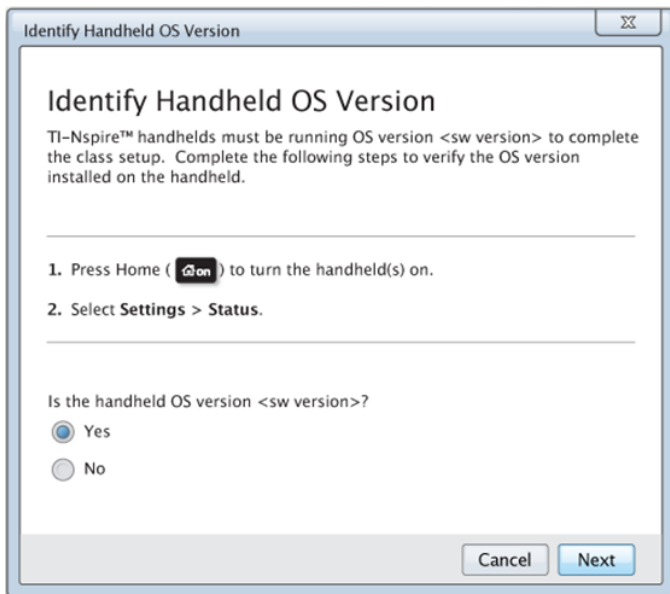 Identify Handheld OS Version
Identify Handheld OS Version
TI-Nspire™ handhelds must be running OS version <sw version> to complete
the class setup. Complete the following steps to verify the OS version
installed on the handheld.
1. Press Home ( on ) to turn the handheld(s) on.
2. Select Settings > Status.
Is the handheld OS version <sw version>?
Yes
No
Cancel
Next